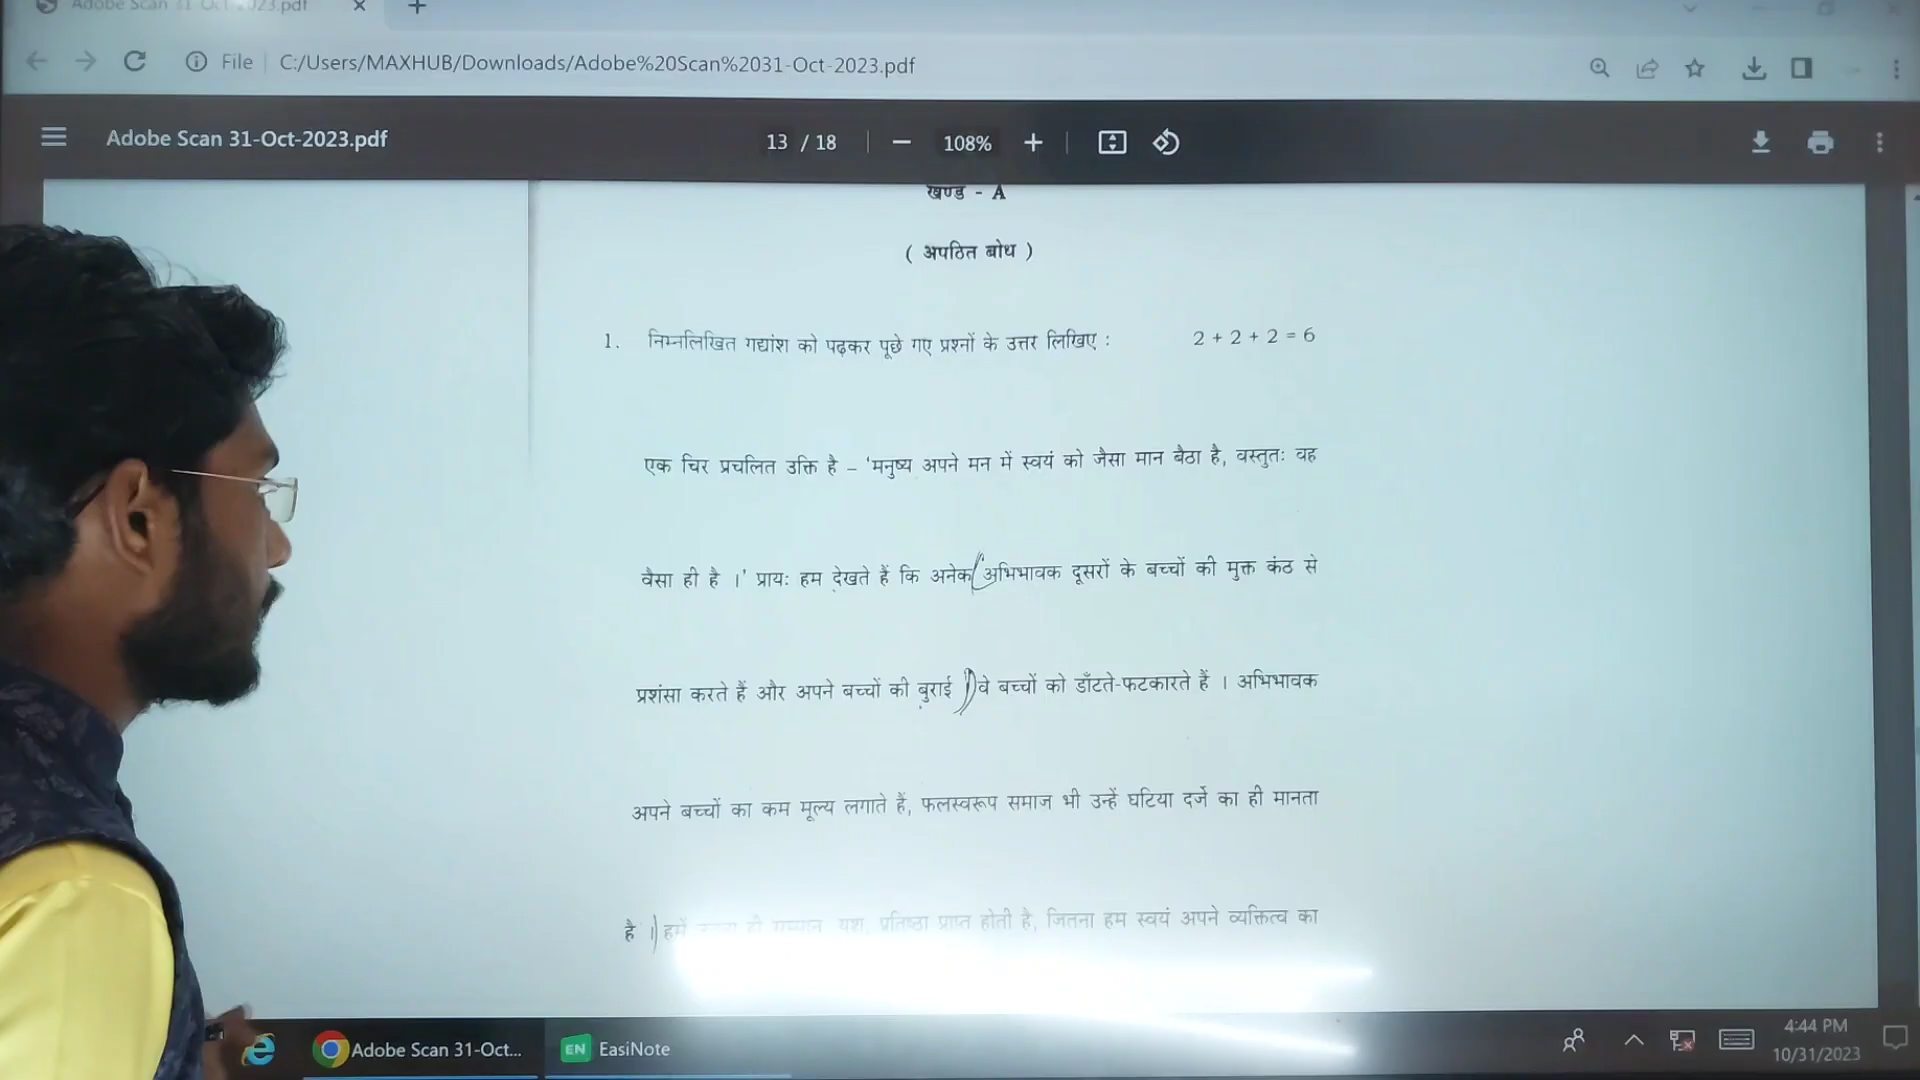 Adobe Scan 31-Oct-2023.pdf
File
C:/Users/MAXHUB/Downloads/Adobe%20Scan%2031-Oct-2023.pdf
Adobe Scan 31-Oct-2023.pdf
13 / 18
108%
खण्ड - A
( अपठित बोध )
1. निम्नलिखित गद्यांश को पढ़कर पूछे गए प्रश्नों के उत्तर लिखिए : 2 + 2 + 2 = 6
एक चिर प्रचलित उक्ति है – 'मनुष्य अपने मन में स्वयं को जैसा मान बैठा है, वस्तुतः वह
वैसा ही है ।' प्रायः हम देखते हैं कि अनेक अभिभावक दूसरों के बच्चों की मुक्त कंठ से
प्रशंसा करते हैं और अपने बच्चों की बुराई वे बच्चों को डाँटते-फटकारते हैं । अभिभावक
अपने बच्चों का कम मूल्य लगाते हैं, फलस्वरूप समाज भी उन्हें घटिया दर्जे का ही मानता
है । हमें ही सम्मान, यश, प्रतिष्ठा प्राप्त होती है, जितना हम स्वयं अपने व्यक्तित्व का
Adobe Scan 31-Oct...
EN EasiNote
4:44 PM
10/31/2023